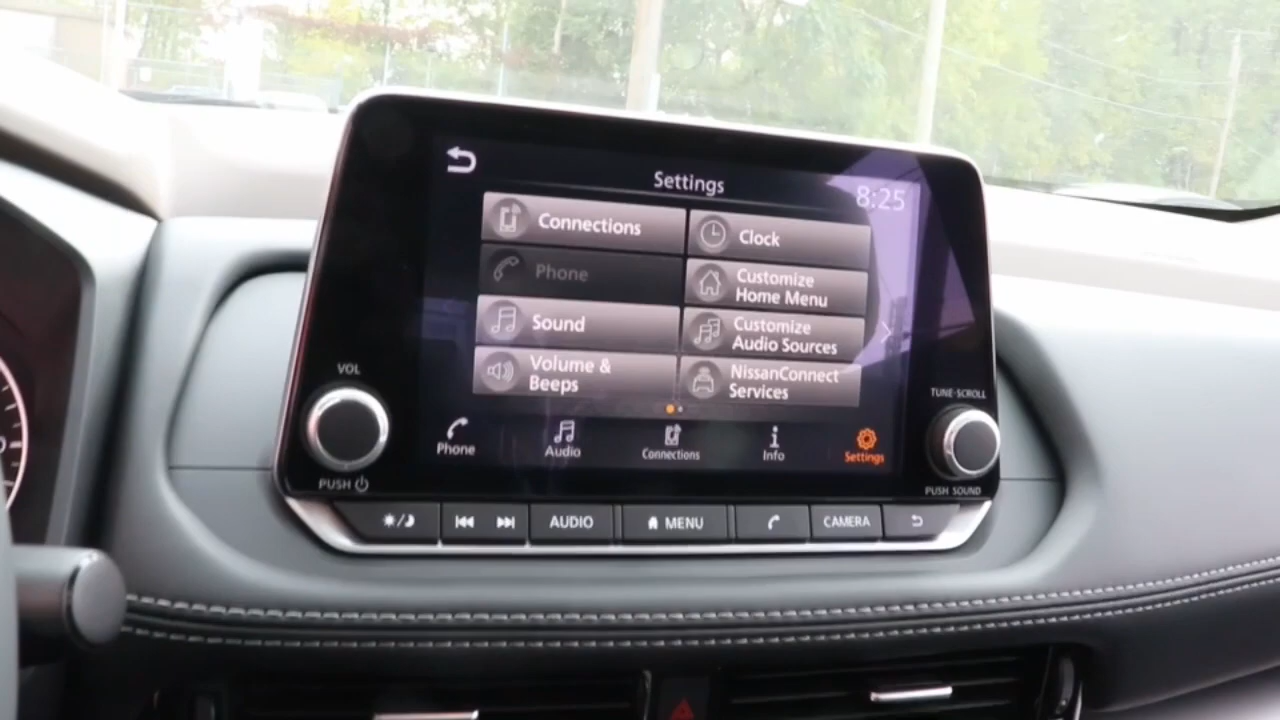 Settings
8:25
Connections
Clock
Phone
Customize
Home Menu
Sound
Customize
Audio Sources
Volume &
Beeps
NissanConnect
Services
VOL
TUNE·SCROLL
Phone
Audio
Connections
Info
Settings
PUSH
PUSH SOUND
AUDIO
MENU
CAMERA